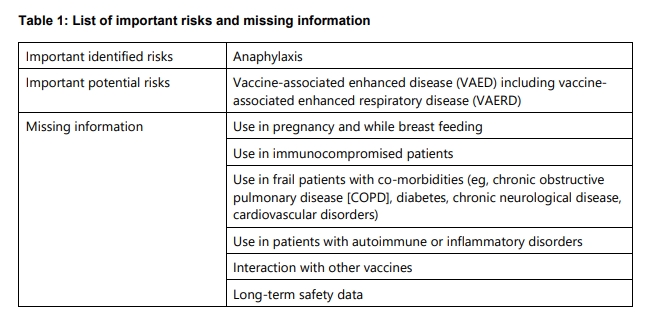 Table 1: List of important risks and missing information
Important identified risks
Anaphylaxis
Important potential risks
Vaccine-associated enhanced disease (VAED) including vaccine-
associated enhanced respiratory disease (VAERD)
Missing information
Use in pregnancy and while breast feeding
Use in immunocompromised patients
Use in frail patients with co-morbidities (eg, chronic obstructive
pulmonary disease [COPD], diabetes, chronic neurological disease,
cardiovascular disorders)
Use in patients with autoimmune or inflammatory disorders
Interaction with other vaccines
Long-term safety data